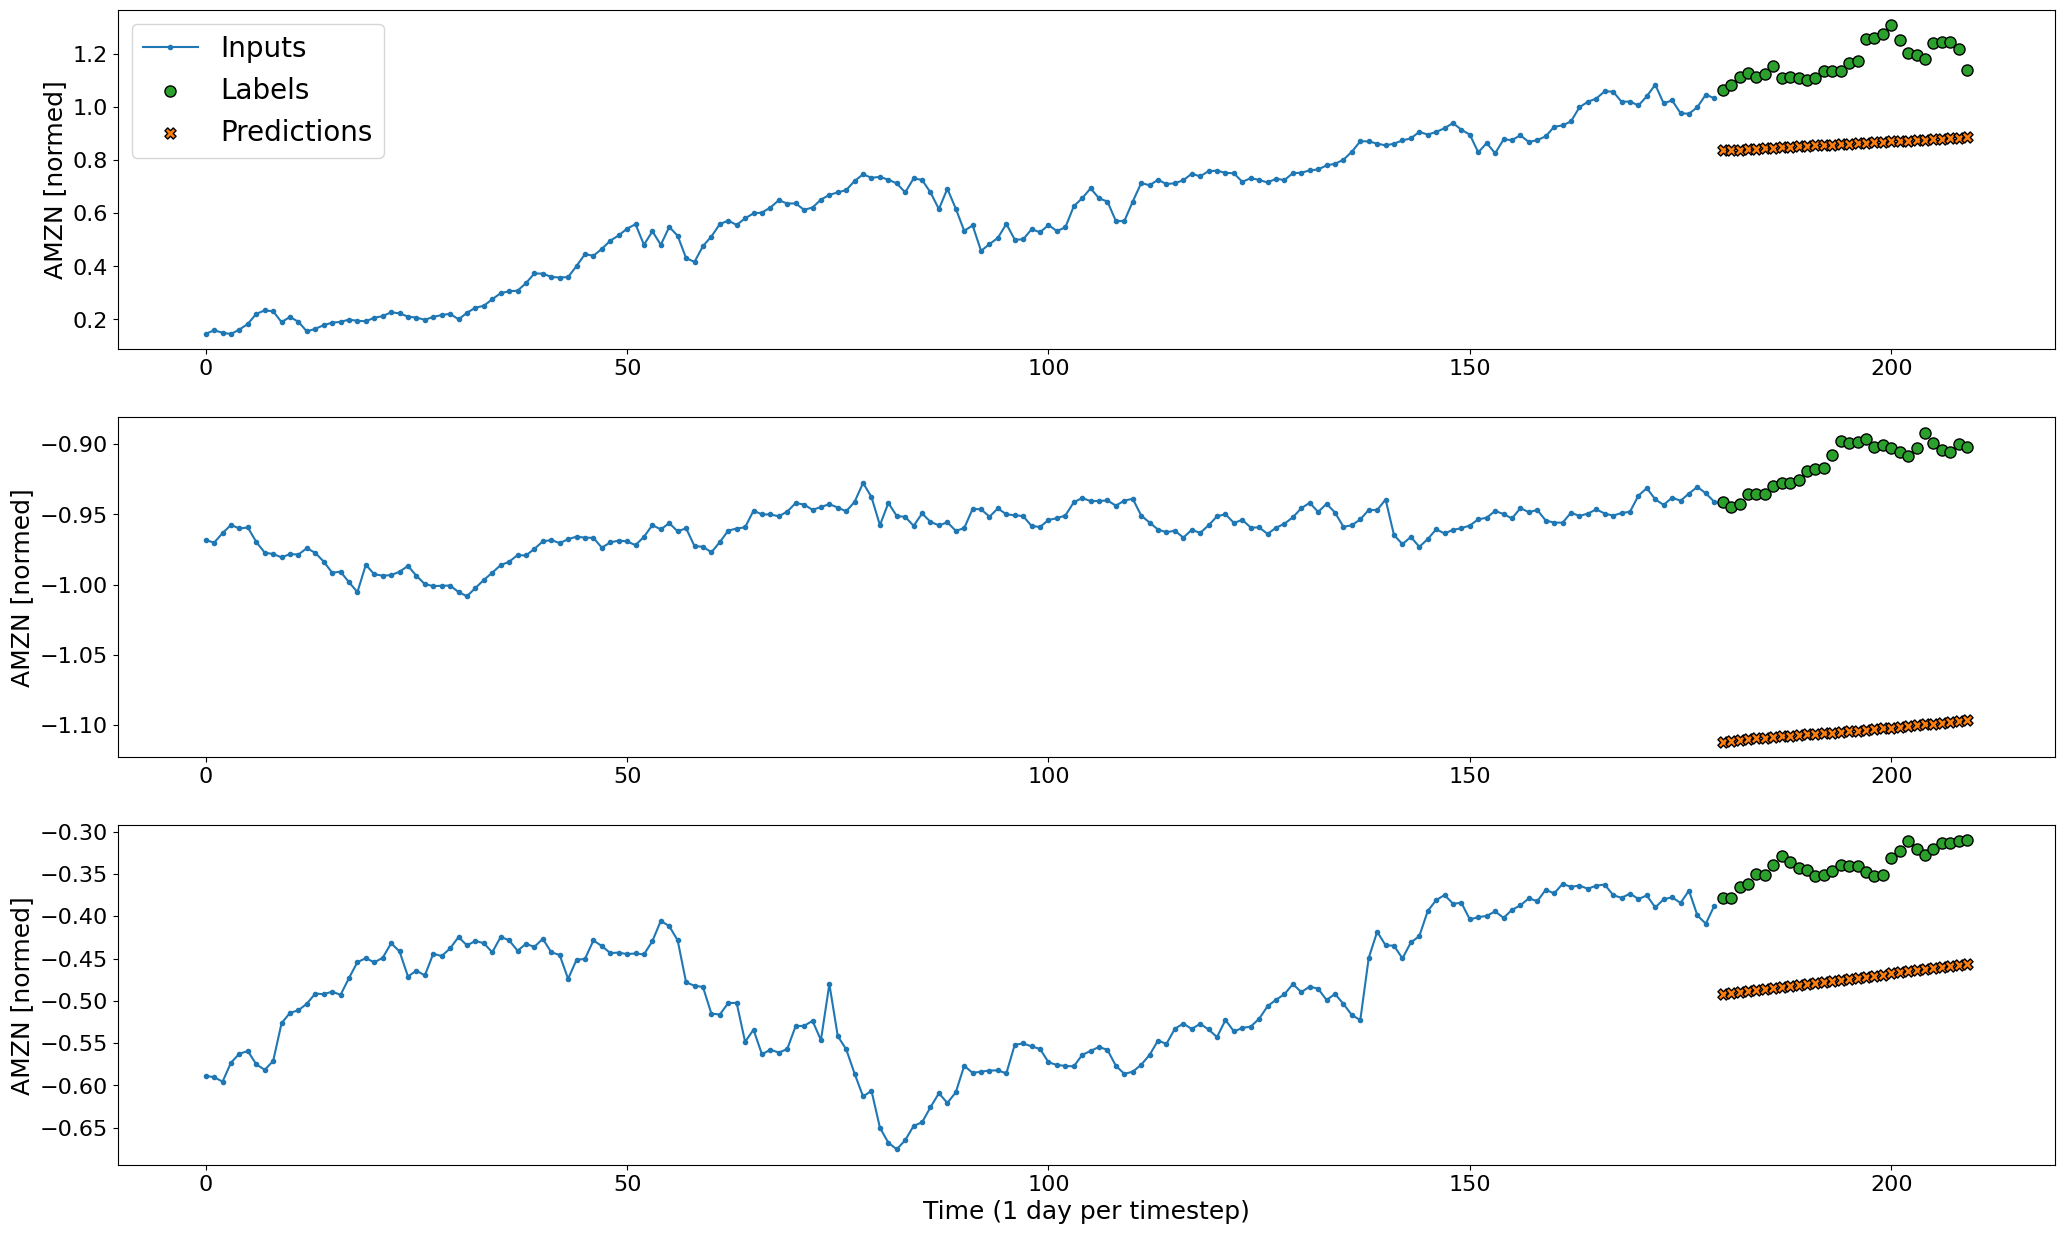 AMZN [normed]
1.2
1.0
0.8
0.6
0.4
0.2
Inputs
Labels
Predictions
0 50 100 150 200
AMZN [normed]
−0.90
−0.95
−1.00
−1.05
−1.10
0 50 100 150 200
AMZN [normed]
−0.30
−0.35
−0.40
−0.45
−0.50
−0.55
−0.60
−0.65
0 50 100 150 200
Time (1 day per timestep)